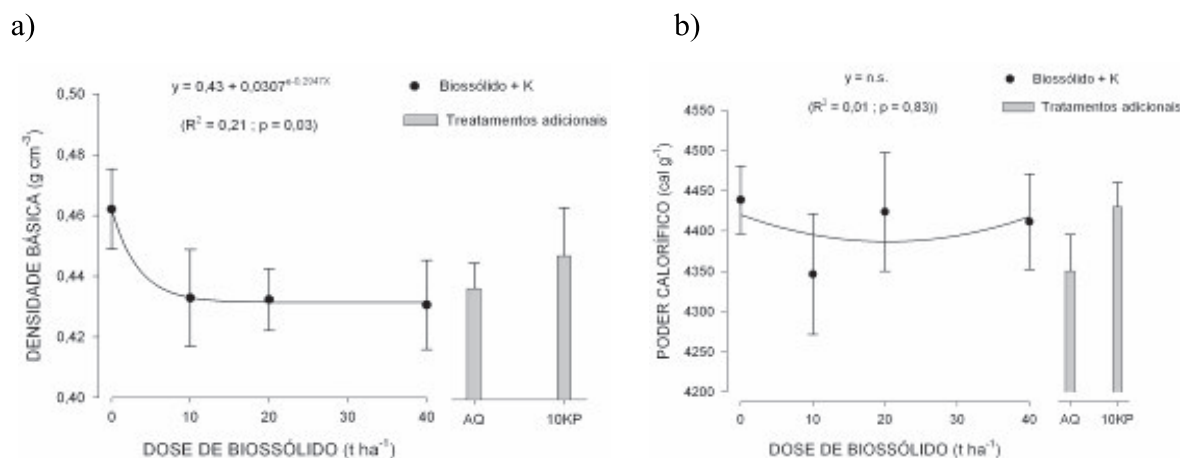 a)
y = 0,43 + 0,0307^e-0.2947X
(R² = 0,21 ; p = 0,03)
Biossólido + K
Treatamentos adicionais
DENSIDADE BÁSICA (g cm⁻³)
0,50
0,48
0,46
0,44
0,42
0,40
0 10 20 30 40 AQ 10KP
DOSE DE BIOSSÓLIDO (t ha⁻¹)
b)
y = n.s.
(R² = 0,01 ; p = 0,83))
Biossólido + K
Tratamentos adicionais
PODER CALORÍFICO (cal g⁻¹)
4550
4500
4450
4400
4350
4300
4250
4200
0 10 20 30 40 AQ 10KP
DOSE DE BIOSSÓLIDO (t ha⁻¹)